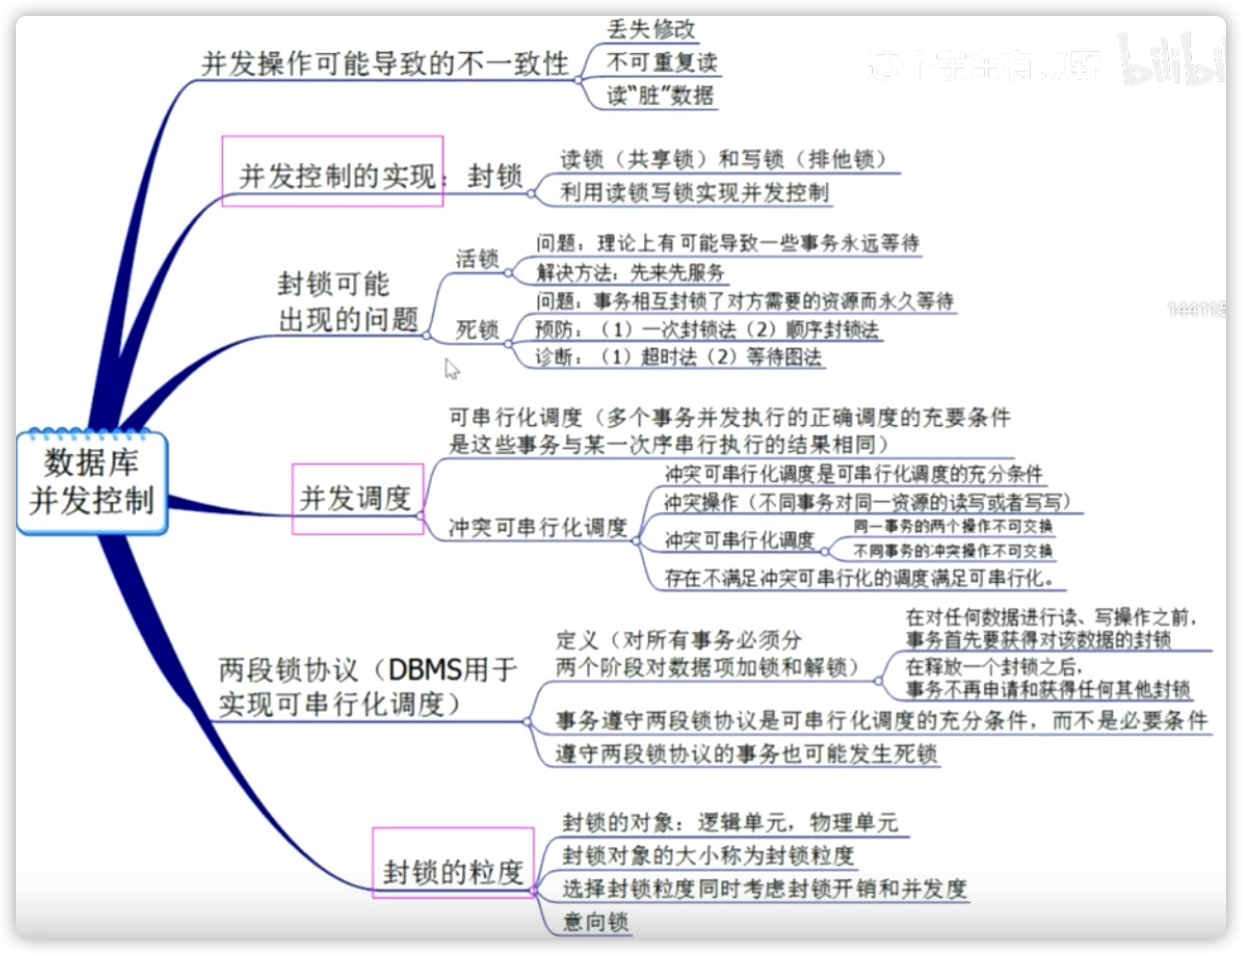 丢失修改
并发操作可能导致的不一致性
不可重复读
读“脏”数据
读锁（共享锁）和写锁（排他锁）
并发控制的实现：封锁
利用读锁写锁实现并发控制
问题：理论上有可能导致一些事务永远等待
活锁
解决方法：先来先服务
封锁可能
出现的问题
问题：事务相互封锁了对方需要的资源而永久等待
死锁
预防：（1）一次封锁法（2）顺序封锁法
诊断：（1）超时法（2）等待图法
144115
数据库
并发控制
可串行化调度（多个事务并发执行的正确调度的充要条件
是这些事务与某一次序串行执行的结果相同）
并发调度
冲突可串行化调度是可串行化调度的充分条件
冲突操作（不同事务对同一资源的读写或者写写）
冲突可串行化调度
冲突可串行化调度
同一事务的两个操作不可交换
不同事务的冲突操作不可交换
存在不满足冲突可串行化的调度满足可串行化。
两段锁协议（DBMS用于
实现可串行化调度）
定义（对所有事务必须分
两个阶段对数据项加锁和解锁）
在对任何数据进行读、写操作之前，
事务首先要获得对该数据的封锁
在释放一个封锁之后，
事务不再申请和获得任何其他封锁
事务遵守两段锁协议是可串行化调度的充分条件，而不是必要条件
遵守两段锁协议的事务也可能发生死锁
封锁的对象：逻辑单元，物理单元
封锁对象的大小称为封锁粒度
封锁的粒度
选择封锁粒度同时考虑封锁开销和并发度
意向锁